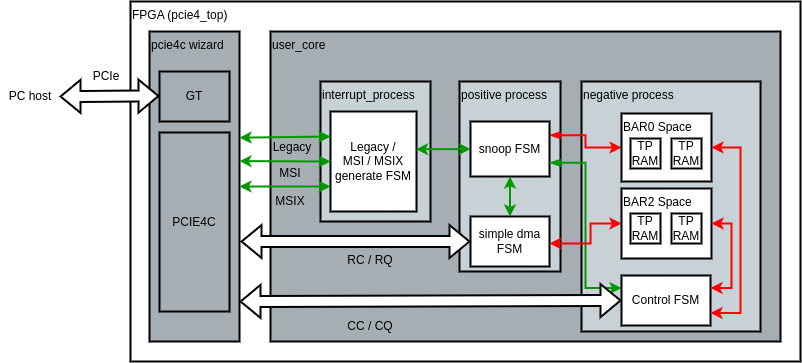 FPGA (pcie4_top)
pcie4c wizard
user_core
PCIe
PC host
GT
interrupt_process
positive process
negative process
Legacy
MSI
MSIX
Legacy /
MSI / MSIX
generate FSM
snoop FSM
BAR0 Space
TP
RAM
TP
RAM
BAR2 Space
TP
RAM
TP
RAM
PCIE4C
simple dma
FSM
RC / RQ
Control FSM
CC / CQ